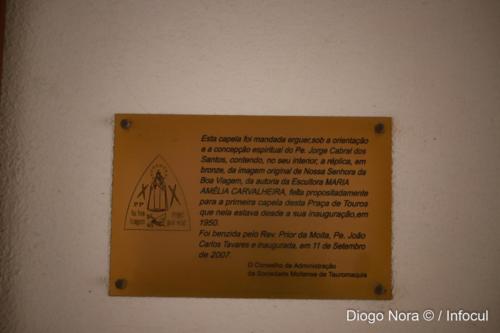 Esta capela foi mandada erguer,sob a orientação
e a concepção espiritual do Pe. Jorge Cabral dos
Santos, contendo, no seu interior, a réplica, em
bronze, da imagem original de Nossa Senhora da
Boa Viagem, da autoria da Escultora MARIA
AMÉLIA CARVALHEIRA, feita propositadamente
para a primeira capela desta Praça de Touros
que nela estava desde a sua inauguração,em
1950.
Foi benzida pelo Rev. Prior da Moita, Pe. João
Carlos Tavares e inaugurada, em 11 de Setembro
de 2007.
O Conselho de Administração
da Sociedade Moitense de Tauromaquia
Diogo Nora © / Infocul